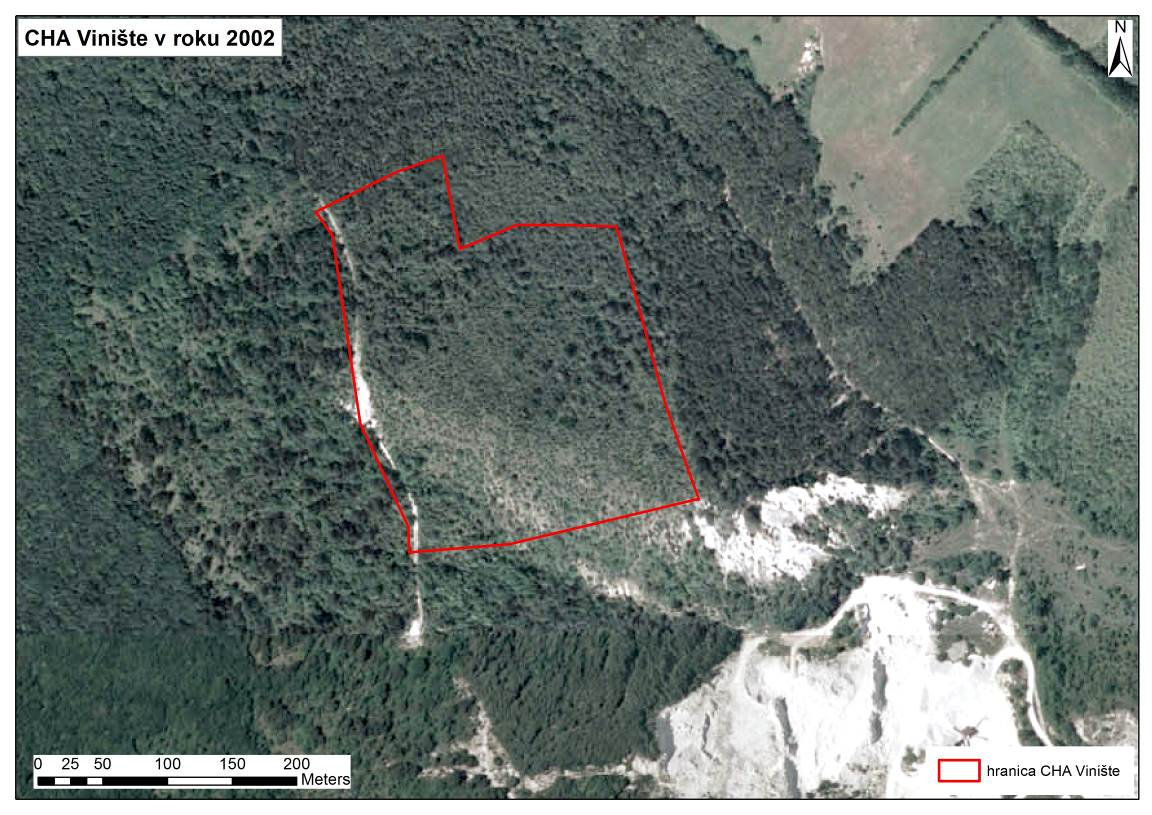 CHA Vinište v roku 2002
N
0 25 50 100 150 200
Meters
hranica CHA Vinište